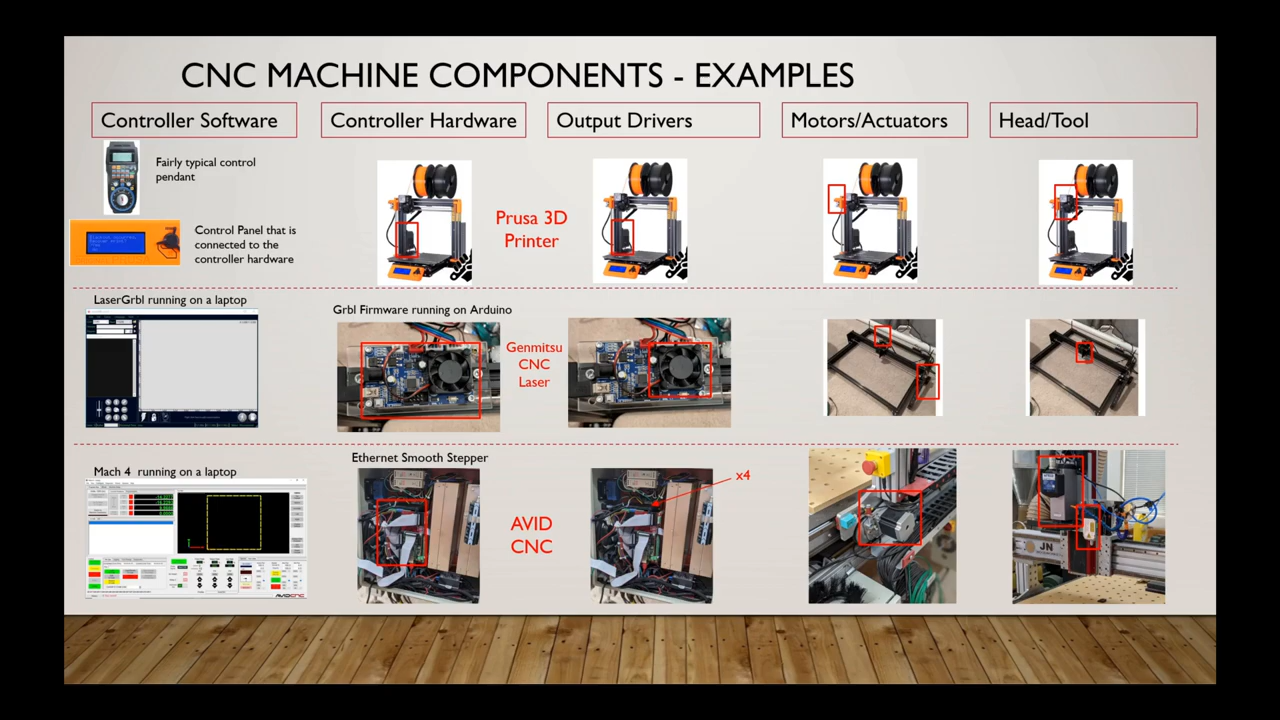 CNC MACHINE COMPONENTS - EXAMPLES
Controller Software
Controller Hardware
Output Drivers
Motors/Actuators
Head/Tool
Fairly typical control
pendant
Control Panel that is
connected to the
controller hardware
Prusa 3D
Printer
LaserGrbl running on a laptop
Grbl Firmware running on Arduino
Genmitsu
CNC
Laser
Mach 4 running on a laptop
Ethernet Smooth Stepper
x4
AVID
CNC
JN
AVIDCNC